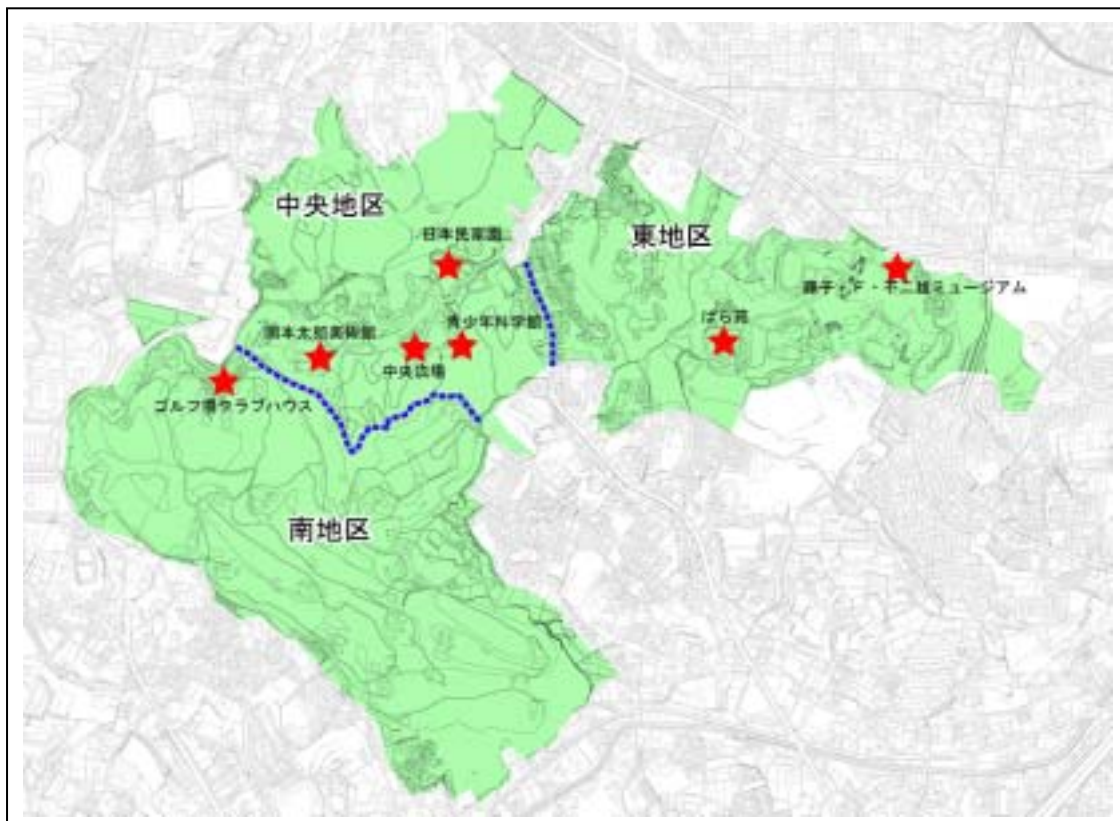 中央地区
日本民家園
東地区
藤子・F・不二雄ミュージアム
ばら苑
青少年科学館
岡本太郎美術館
中央広場
ゴルフ場クラブハウス
南地区